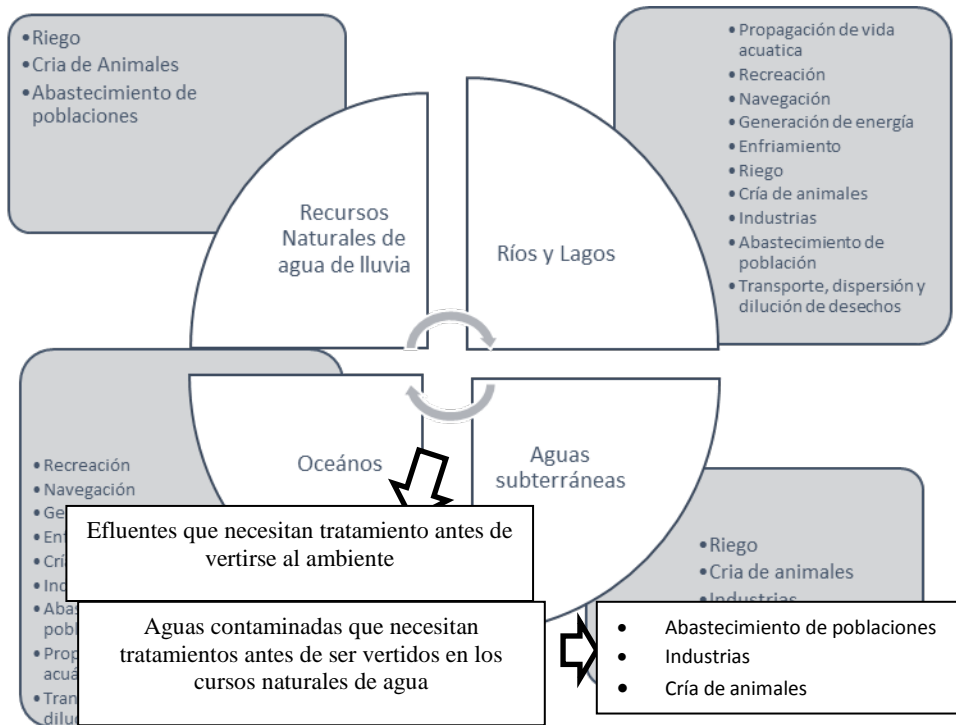 •Riego
•Cria de Animales
•Abastecimiento de
poblaciones
•Propagación de vida
acuatica
•Recreación
•Navegación
•Generación de energía
•Enfriamiento
•Riego
•Cría de animales
•Industrias
•Abastecimiento de
población
•Transporte, dispersión y
dilución de desechos
Recursos
Naturales de
agua de lluvia
Ríos y Lagos
Oceános
Aguas
subterráneas
•Recreación
•Navegación
•Riego
•Cria de animales
•Industrias
Efluentes que necesitan tratamiento antes de
vertirse al ambiente
Aguas contaminadas que necesitan
tratamientos antes de ser vertidos en los
cursos naturales de agua
• Abastecimiento de poblaciones
• Industrias
• Cría de animales